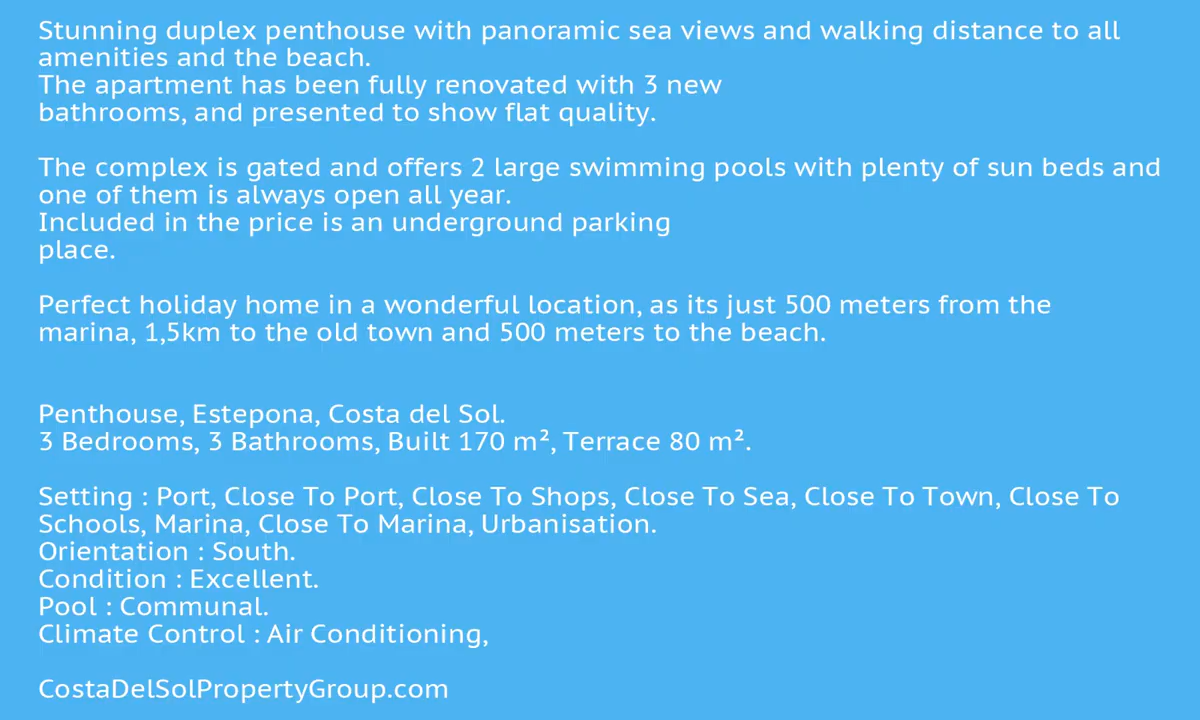 Stunning duplex penthouse with panoramic sea views and walking distance to all
amenities and the beach.
The apartment has been fully renovated with 3 new
bathrooms, and presented to show flat quality.
The complex is gated and offers 2 large swimming pools with plenty of sun beds and
one of them is always open all year.
Included in the price is an underground parking
place.
Perfect holiday home in a wonderful location, as its just 500 meters from the
marina, 1,5km to the old town and 500 meters to the beach.
Penthouse, Estepona, Costa del Sol.
3 Bedrooms, 3 Bathrooms, Built 170 m², Terrace 80 m².
Setting : Port, Close To Port, Close To Shops, Close To Sea, Close To Town, Close To
Schools, Marina, Close To Marina, Urbanisation.
Orientation : South.
Condition : Excellent.
Pool : Communal.
Climate Control : Air Conditioning,
CostaDelSolPropertyGroup.com